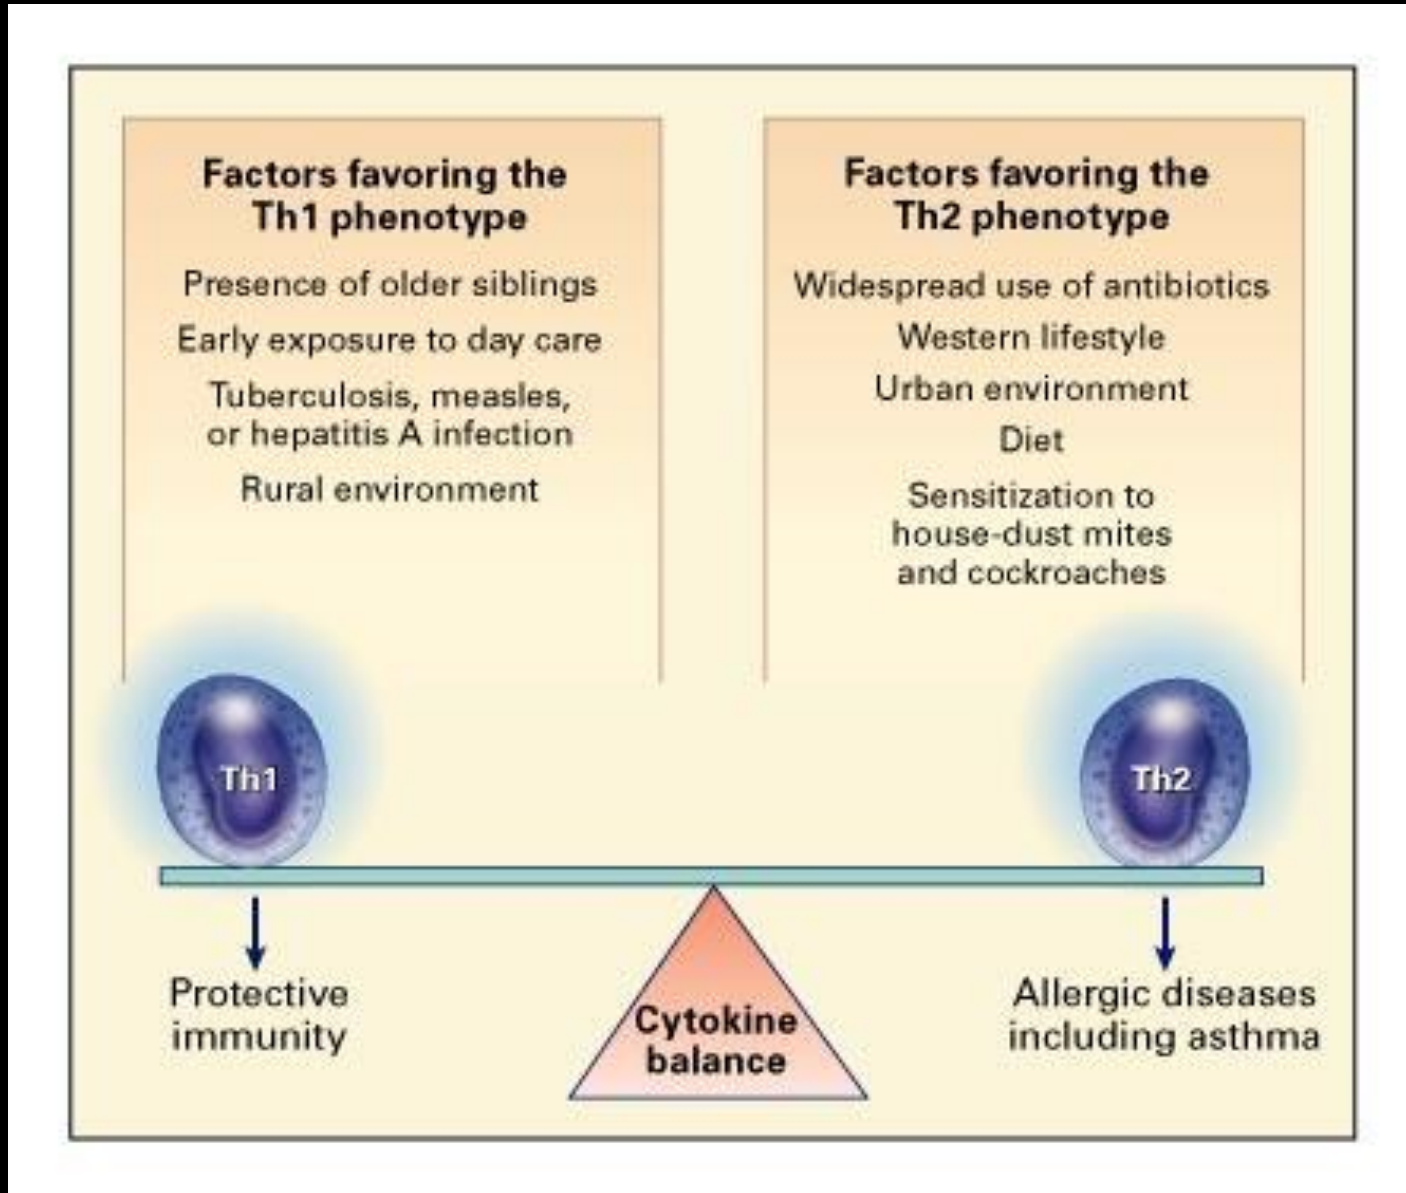 Factors favoring the
Th1 phenotype
Presence of older siblings
Early exposure to day care
Tuberculosis, measles,
or hepatitis A infection
Rural environment
Factors favoring the
Th2 phenotype
Widespread use of antibiotics
Western lifestyle
Urban environment
Diet
Sensitization to
house-dust mites
and cockroaches
Th1
Th2
Protective
immunity
Cytokine
balance
Allergic diseases
including asthma